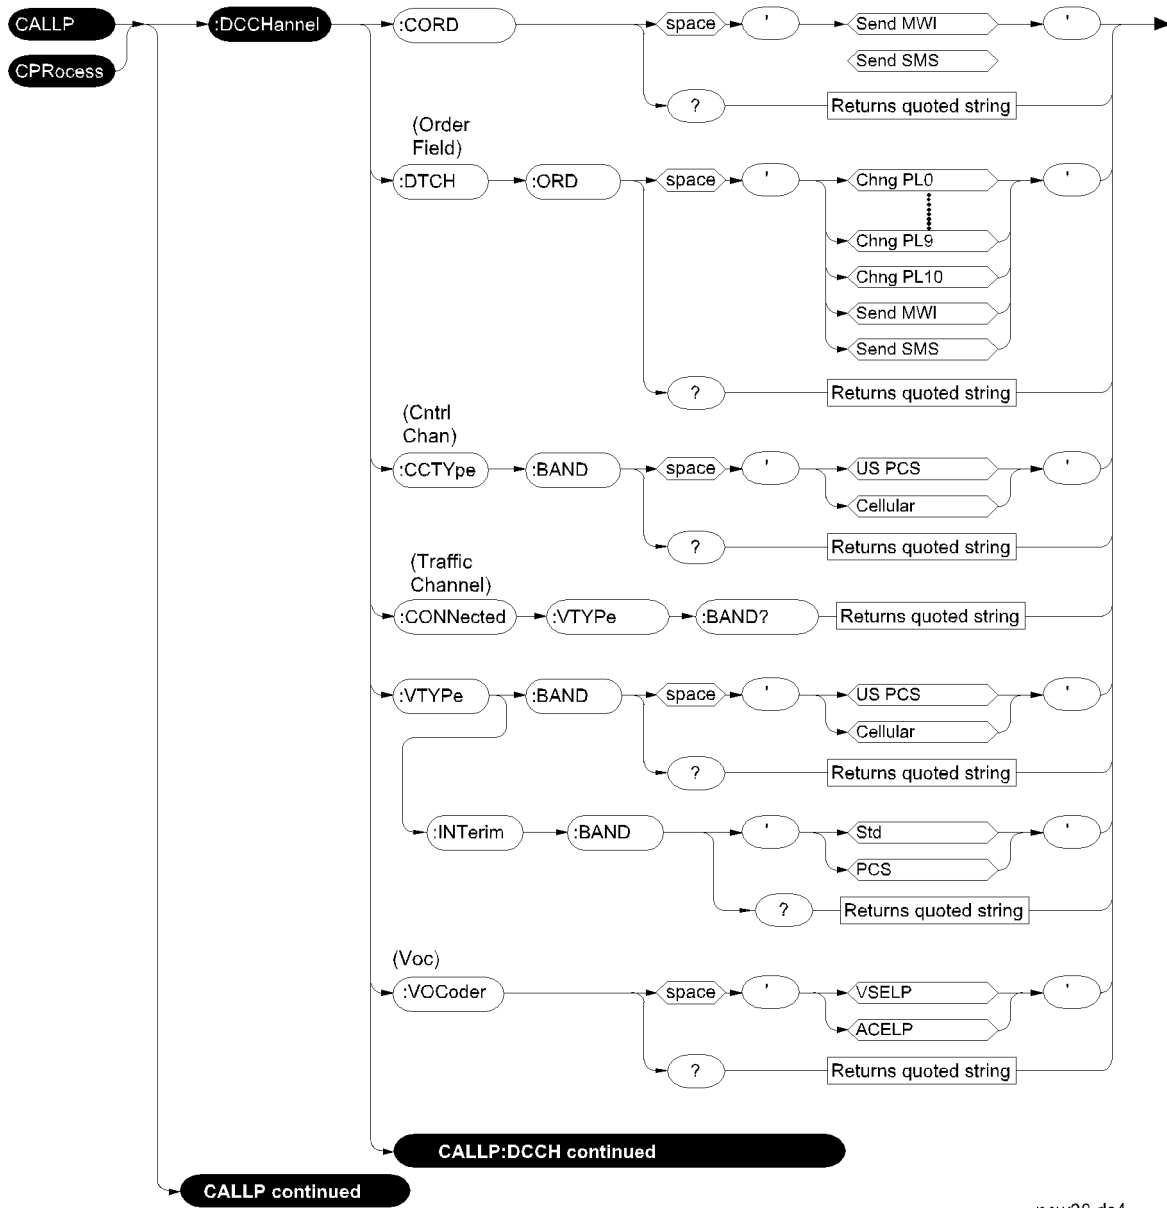 CALLP :DCCHannel :CORD space ' Send MWI '
CPRocess Send SMS
? Returns quoted string
(Order
Field)
:DTCH :ORD space ' Chng PL0 '
Chng PL9
Chng PL10
Send MWI
Send SMS
? Returns quoted string
(Cntrl
Chan)
:CCTYpe :BAND space ' US PCS '
Cellular
? Returns quoted string
(Traffic
Channel)
:CONNected :VTYPe :BAND? Returns quoted string
:VTYPe :BAND space ' US PCS '
Cellular
? Returns quoted string
:INTerim :BAND ' Std '
PCS
? Returns quoted string
(Voc)
:VOCoder space ' VSELP '
ACELP
? Returns quoted string
CALLP:DCCH continued
CALLP continued